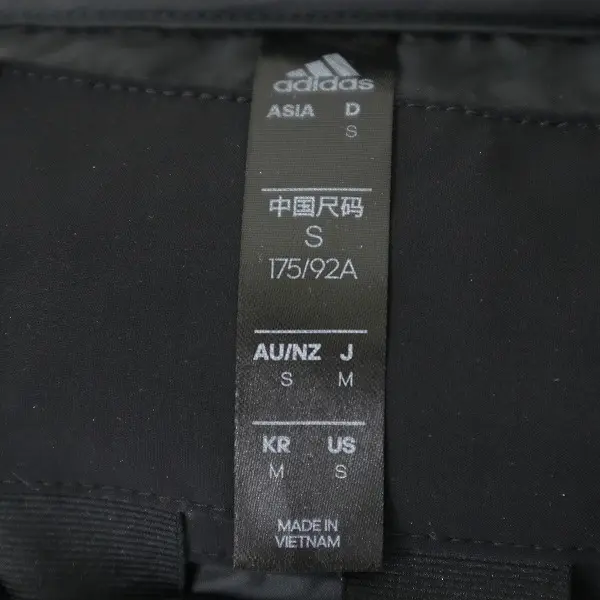 adidas
ASIA D
S
中国尺码
S
175/92A
AU/NZ J
S M
KR US
M S
MADE IN
VIETNAM